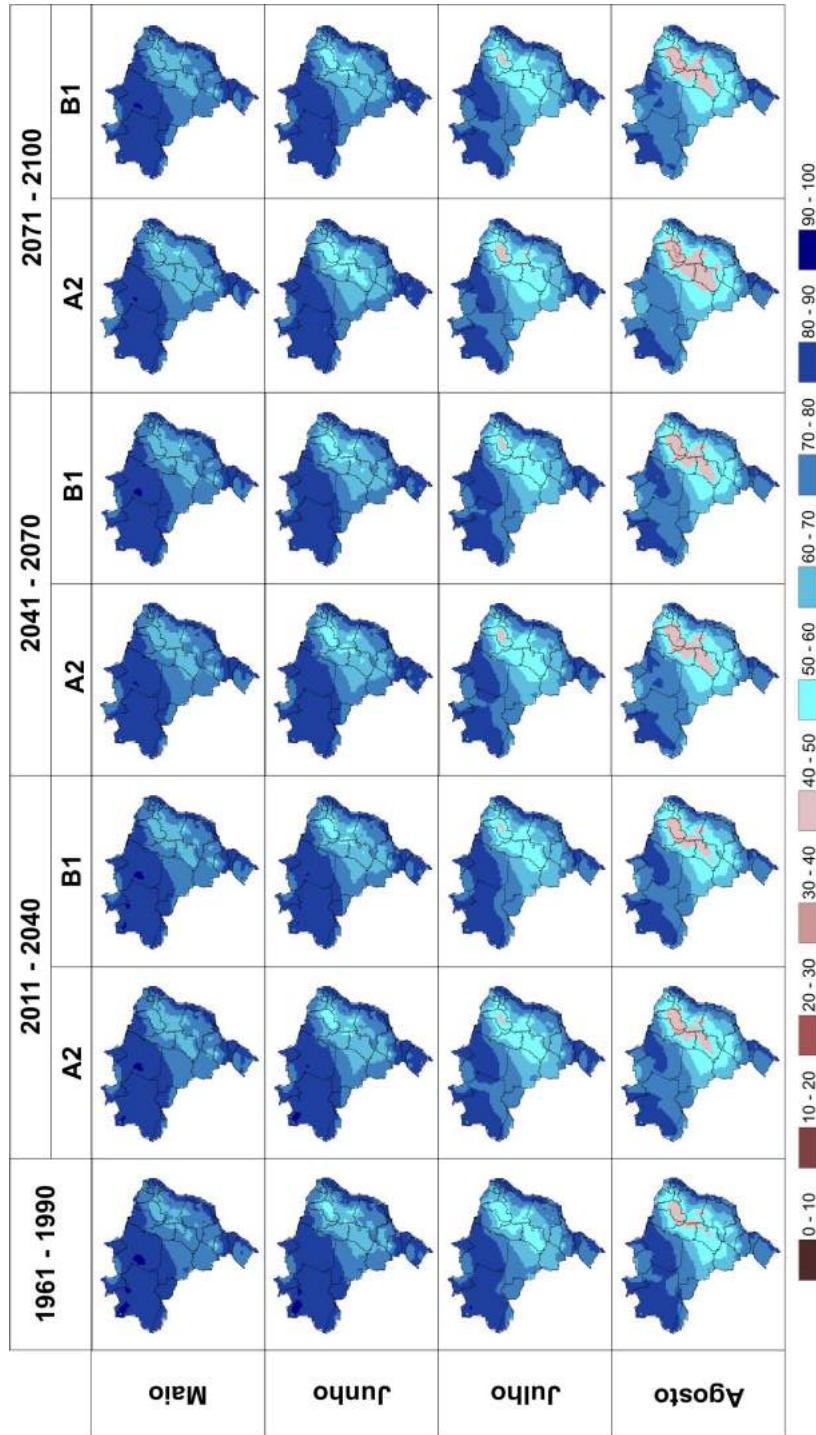 1961 - 1990
2011 - 2040
2041 - 2070
2071 - 2100
A2
B1
A2
B1
A2
B1
Maio
Junho
Julho
Agosto
0 - 10
10 - 20
20 - 30
30 - 40
40 - 50
50 - 60
60 - 70
70 - 80
80 - 90
90 - 100